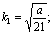 k₁ = √(a/21);